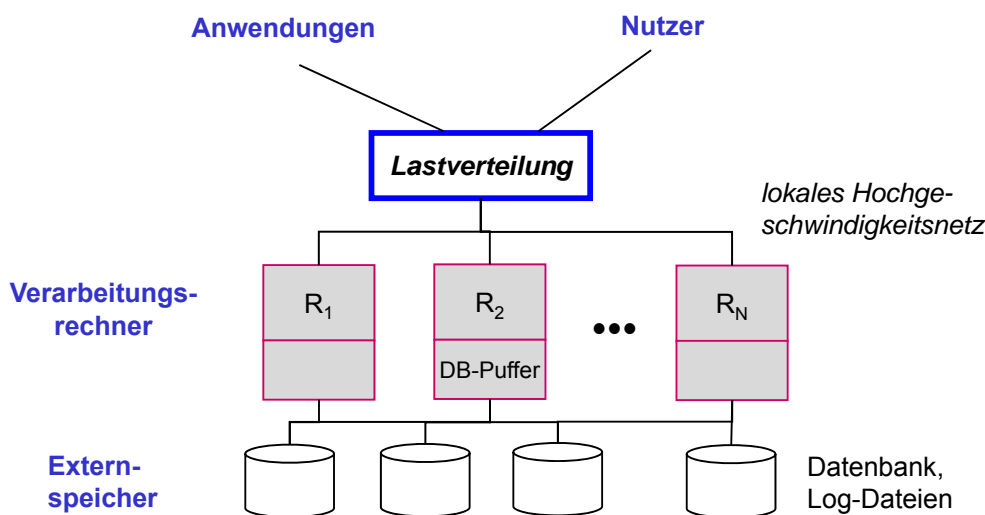 Anwendungen
Nutzer
Lastverteilung
lokales Hochge-
schwindigkeitsnetz
Verarbeitungs-
rechner
R1
R2
•••
RN
DB-Puffer
Extern-
speicher
Datenbank,
Log-Dateien